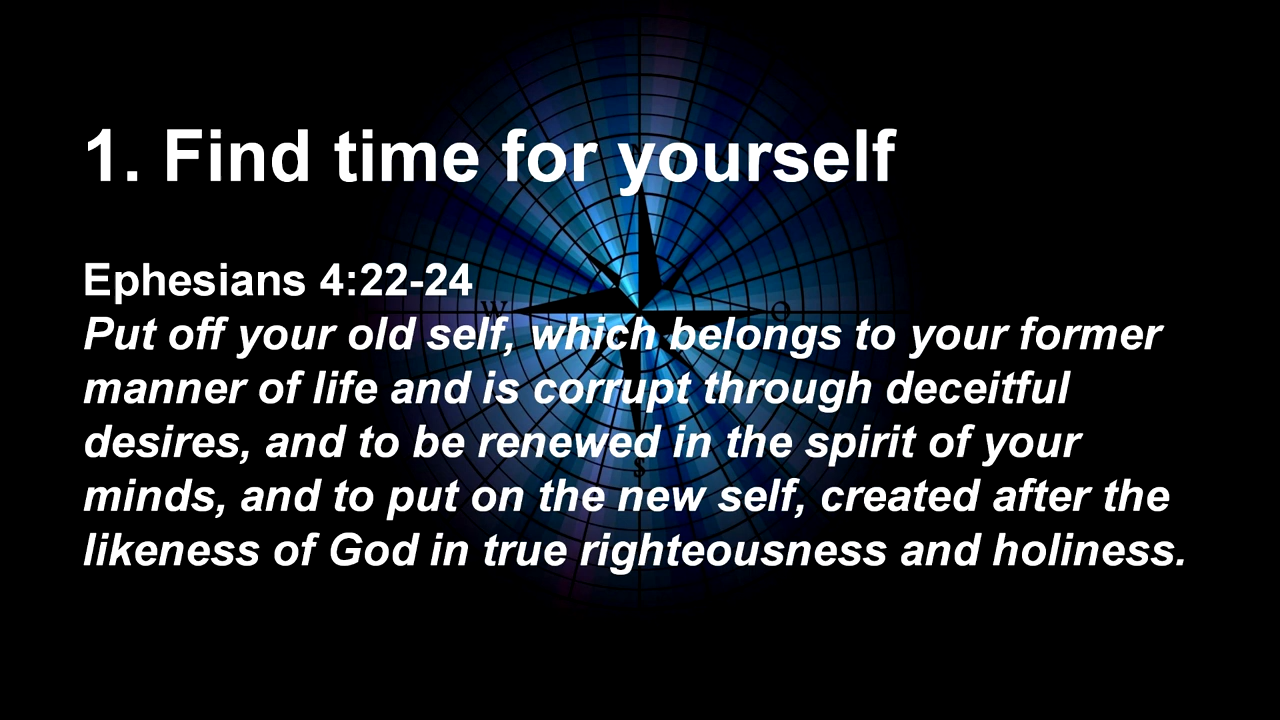 1. Find time for yourself
Ephesians 4:22-24
W
O
Put off your old self, which belongs to your former
manner of life and is corrupt through deceitful
desires, and to be renewed in the spirit of your
S
minds, and to put on the new self, created after the
likeness of God in true righteousness and holiness.